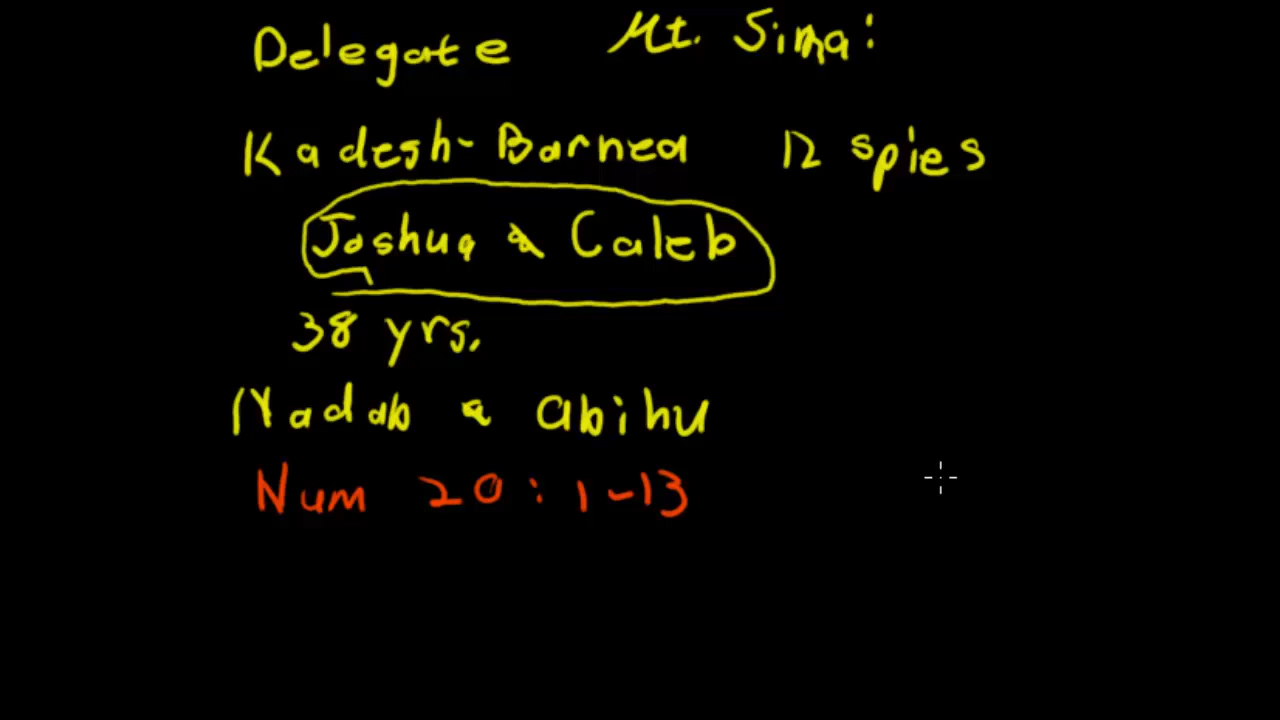 Delegate Mt. Sinai
Kadesh-Barnea 12 spies
Joshua & Caleb
38 yrs.
Nadab & abihu
Num 20:1-13